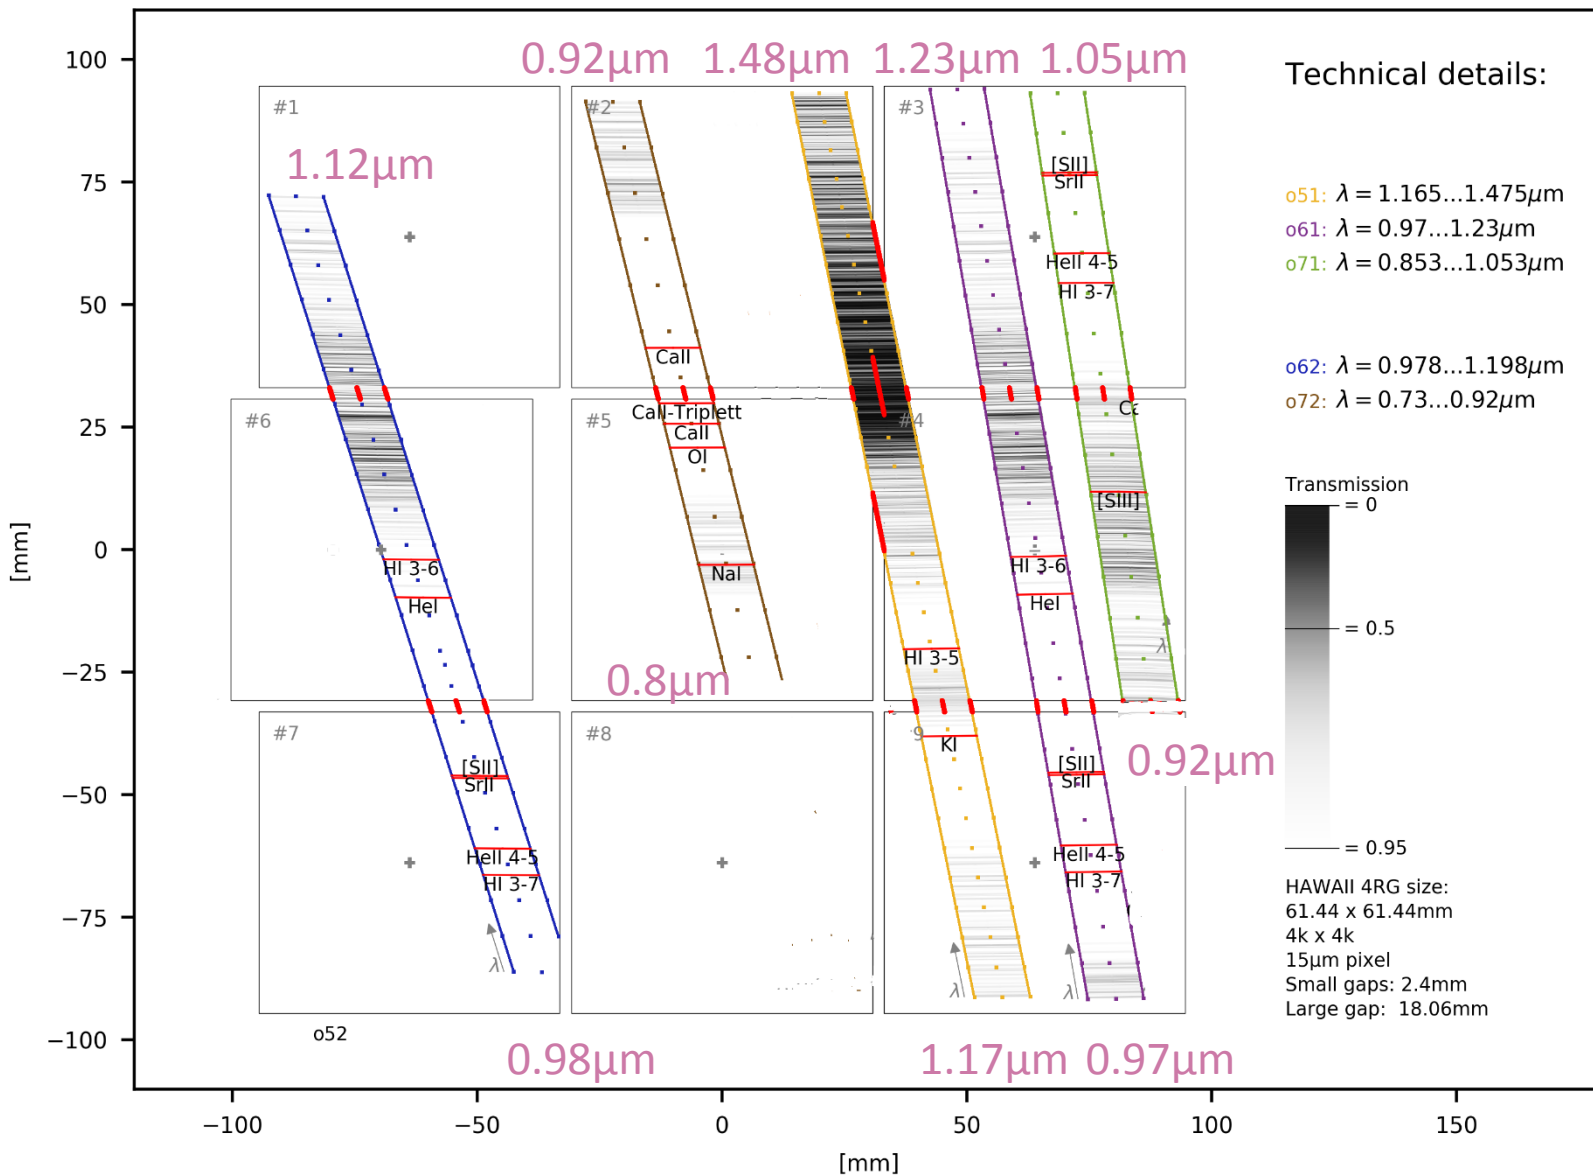 0.92µm 1.48µm 1.23µm 1.05µm
Technical details:
100
75
50
25
0
−25
−50
−75
−100
[mm]
#1
#2
#3
1.12µm
[SII]
SrII
HeII 4-5
HI 3-7
o51: λ = 1.165...1.475µm
o61: λ = 0.97...1.23µm
o71: λ = 0.853...1.053µm
o62: λ = 0.978...1.198µm
o72: λ = 0.73...0.92µm
CaII
CaII-Triplett
CaII
OI
#6
#5
#4
[SIII]
Transmission
= 0
= 0.5
= 0.95
HI 3-6
HeI
NaI
HI 3-6
HeI
HI 3-5
λ
0.8µm
#7
#8
9
KI
0.92µm
[SII]
SrII
HeII 4-5
HI 3-7
λ
[SII]
SrII
HeII 4-5
HI 3-7
λ
λ
HAWAII 4RG size:
61.44 x 61.44mm
4k x 4k
15µm pixel
Small gaps: 2.4mm
Large gap: 18.06mm
o52
0.98µm 1.17µm 0.97µm
−100 −50 0 50 100 150
[mm]